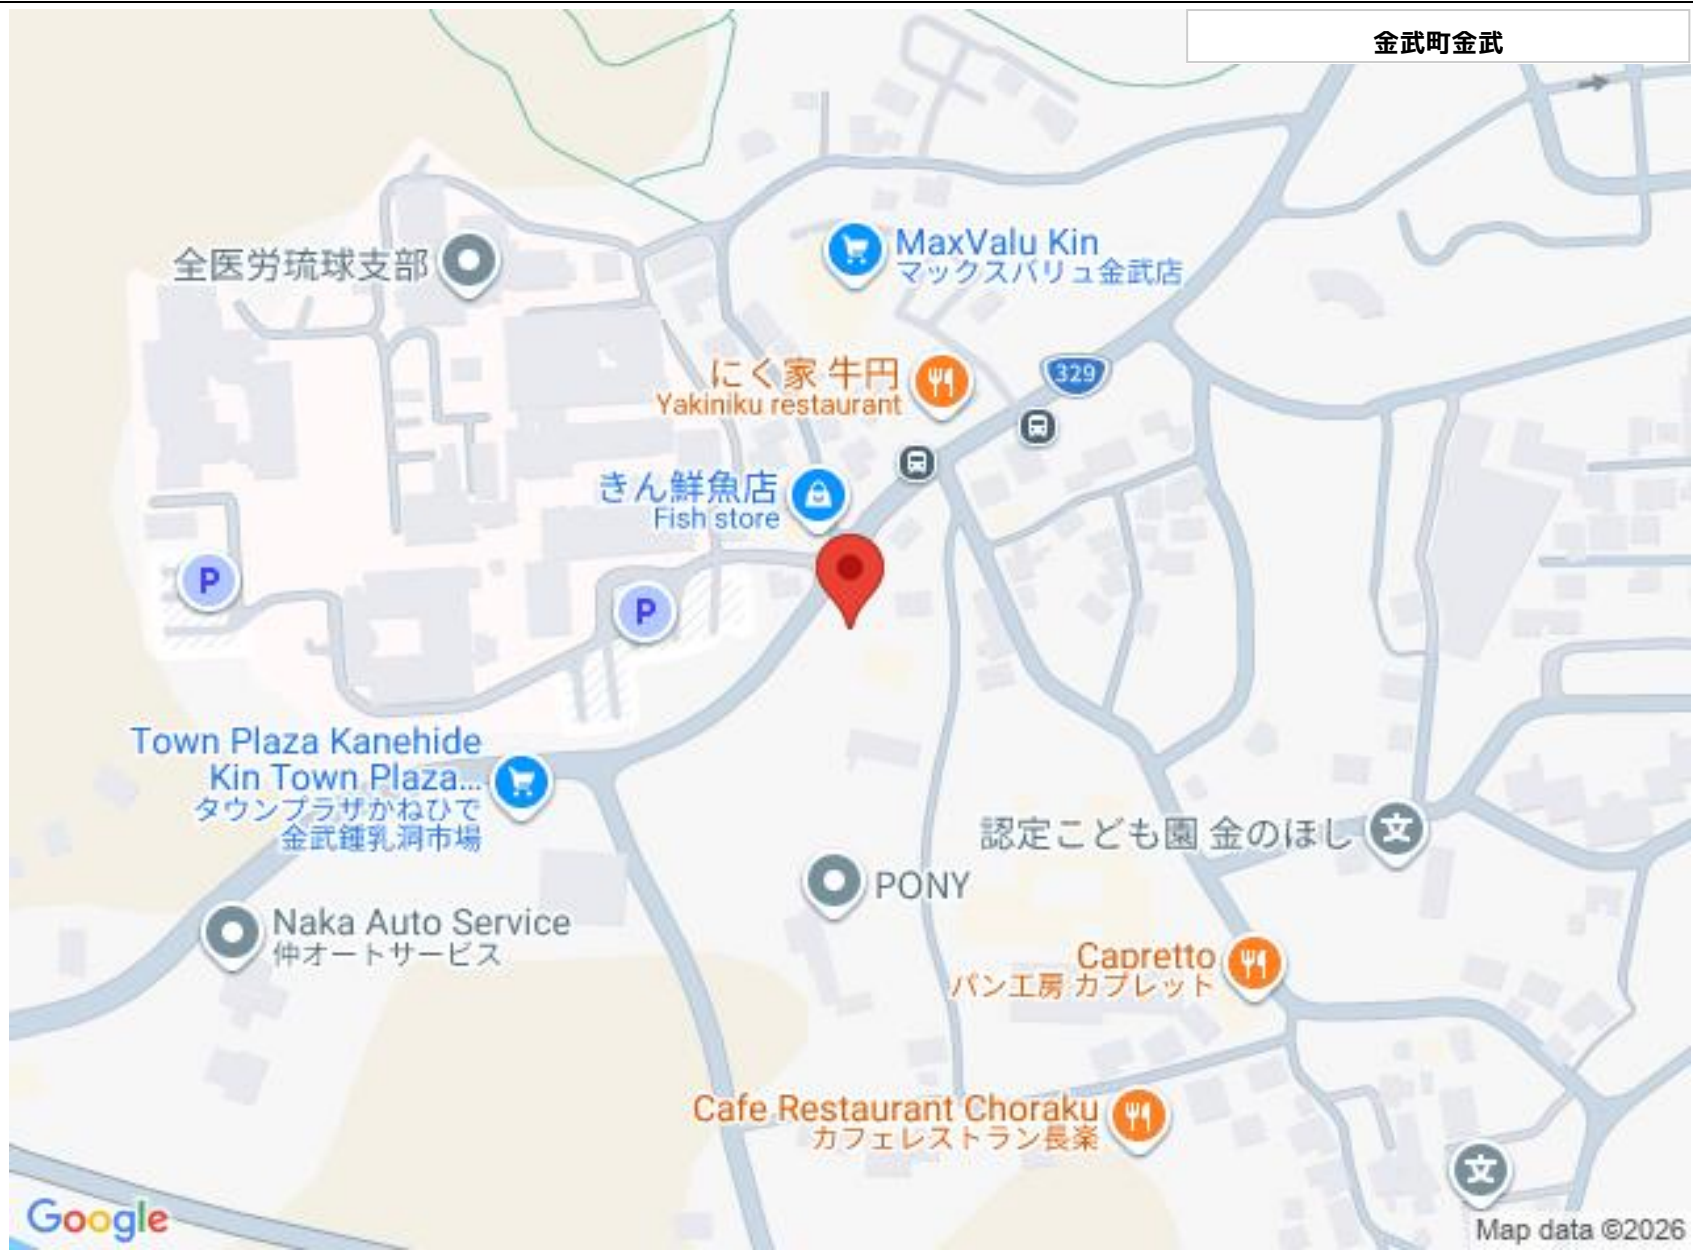 金武町金武
MaxValu Kin
マックスバリュ金武店
全医労琉球支部
にく家 牛円
Yakiniku restaurant
329
きん鮮魚店
Fish store
P
P
Town Plaza Kanehide
Kin Town Plaza...
タウンプラザかねひで
金武鍾乳洞市場
認定こども園 金のほし
文
PONY
Naka Auto Service
仲オートサービス
Capretto
パン工房 カプレット
Cafe Restaurant Choraku
カフェレストラン長楽
文
Google
Map data ©2026